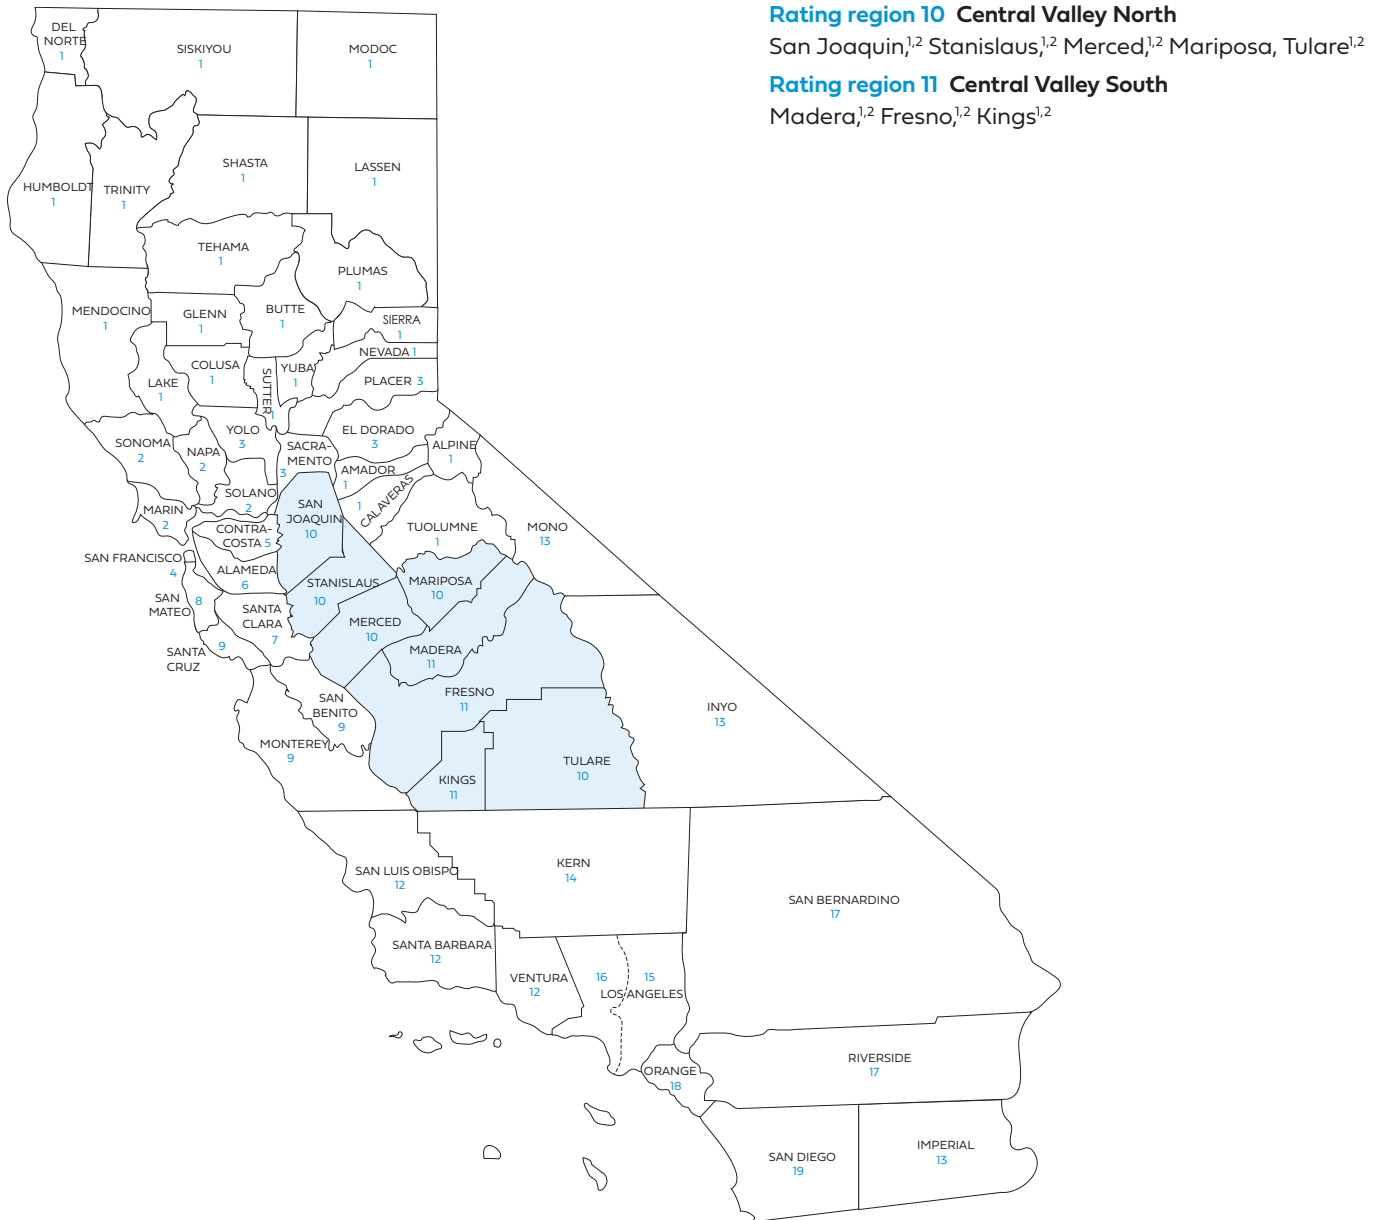 Rating region 10 Central Valley North
San Joaquin,1,2 Stanislaus,1,2 Merced,1,2 Mariposa, Tulare1,2
Rating region 11 Central Valley South
Madera,1,2 Fresno,1,2 Kings1,2
DEL
NORTE
1
SISKIYOU
1
MODOC
1
HUMBOLDT
1
TRINITY
1
SHASTA
1
LASSEN
1
TEHAMA
1
PLUMAS
1
MENDOCINO
1
GLENN
1
BUTTE
1
SIERRA
1
NEVADA 1
COLUSA
1
SUTTER
1
YUBA
1
PLACER 3
LAKE
1
SONOMA
2
NAPA
2
YOLO
3
SACRA-
MENTO
3
EL DORADO
3
ALPINE
1
AMADOR
1
CALAVERAS
1
SOLANO
2
MARIN
2
SAN
JOAQUIN
10
CONTRA-
COSTA 5
TUOLUMNE
1
MONO
13
SAN FRANCISCO
4
ALAMEDA
6
STANISLAUS
10
MARIPOSA
10
SAN
MATEO
8
SANTA
CLARA
7
MERCED
10
SANTA
CRUZ
9
MADERA
11
SAN
BENITO
9
FRESNO
11
INYO
13
MONTEREY
9
KINGS
11
TULARE
10
SAN LUIS OBISPO
12
KERN
14
SAN BERNARDINO
17
SANTA BARBARA
12
VENTURA
12
16
15
LOS ANGELES
ORANGE
18
RIVERSIDE
17
SAN DIEGO
19
IMPERIAL
13